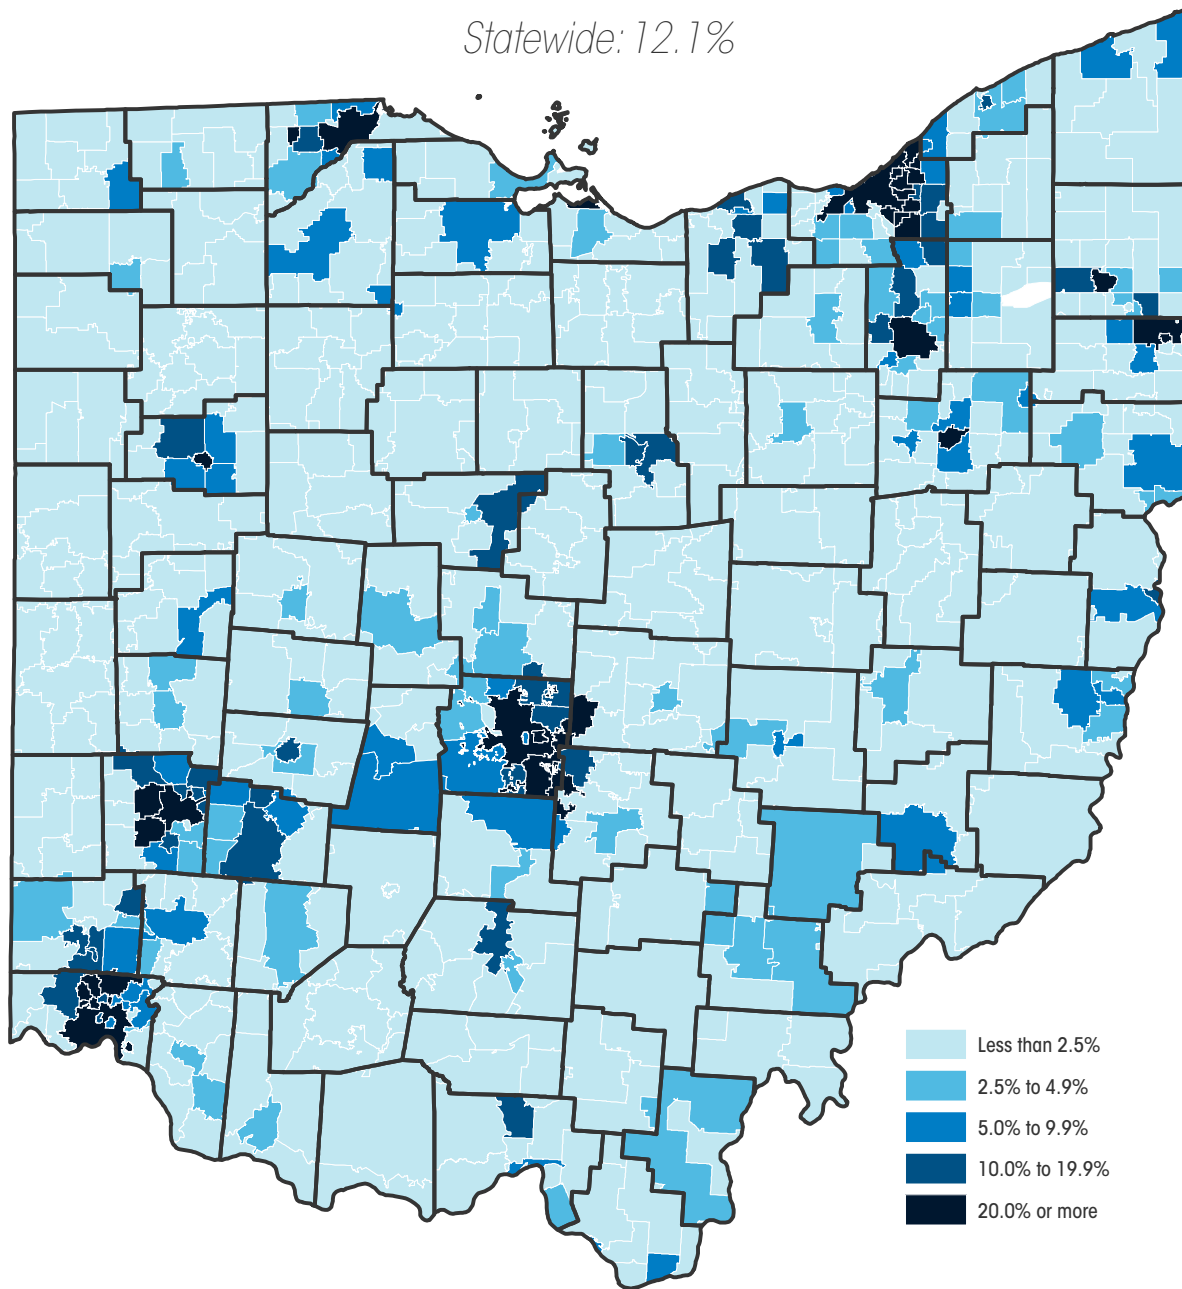 Statewide: 12.1%
Less than 2.5%
2.5% to 4.9%
5.0% to 9.9%
10.0% to 19.9%
20.0% or more